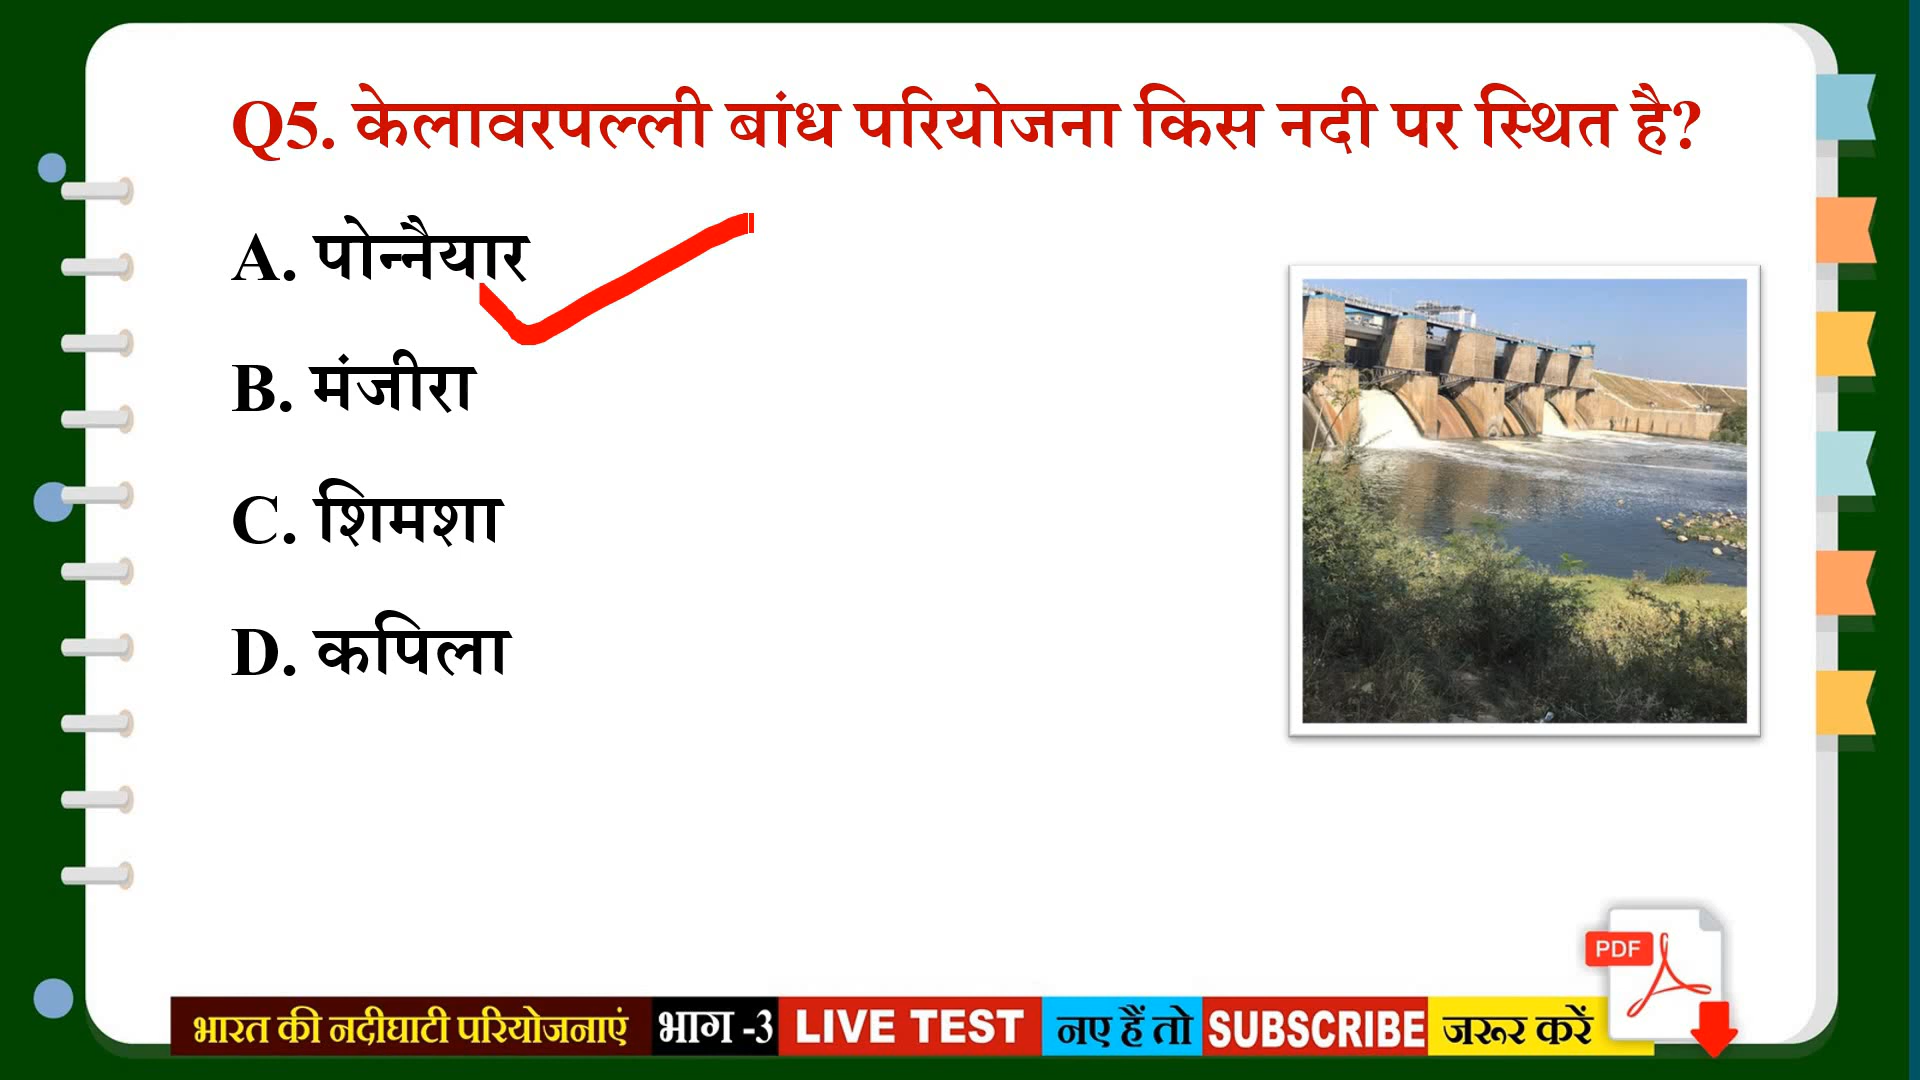 Q5. केलावरपल्ली बांध परियोजना किस नदी पर स्थित है?
A. पोन्नैयार
B. मंजीरा
C. शिमशा
D. कपिला
PDF
भारत की नदीघाटी परियोजनाएं भाग -3 LIVE TEST नए हैं तो SUBSCRIBE जरूर करें